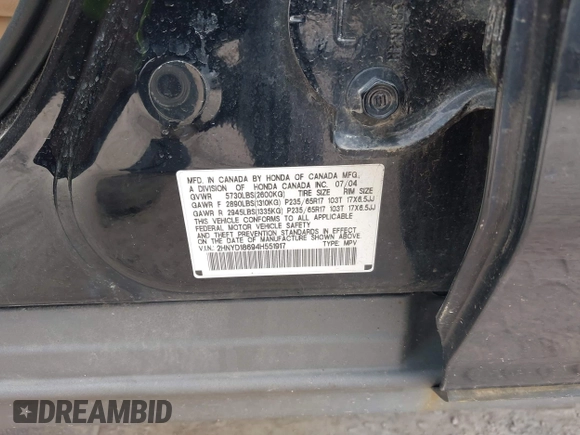 MFD. IN CANADA BY HONDA OF CANADA MFG.,
A DIVISION OF HONDA CANADA INC. 07/04
GVWR 5730LBS(2600KG) TIRE SIZE RIM SIZE
GAWR F 2890LBS(1310KG) P235/65R17 103T 17X6.5JJ
GAWR R 2945LBS(1335KG) P235/65R17 103T 17X6.5JJ
THIS VEHICLE CONFORMS TO ALL APPLICABLE
FEDERAL MOTOR VEHICLE SAFETY
AND THEFT PREVENTION STANDARDS IN EFFECT
ON THE DATE OF MANUFACTURE SHOWN ABOVE.
V.I.N.: 2HNYD18694H551917 TYPE: MPV
DREAMBID